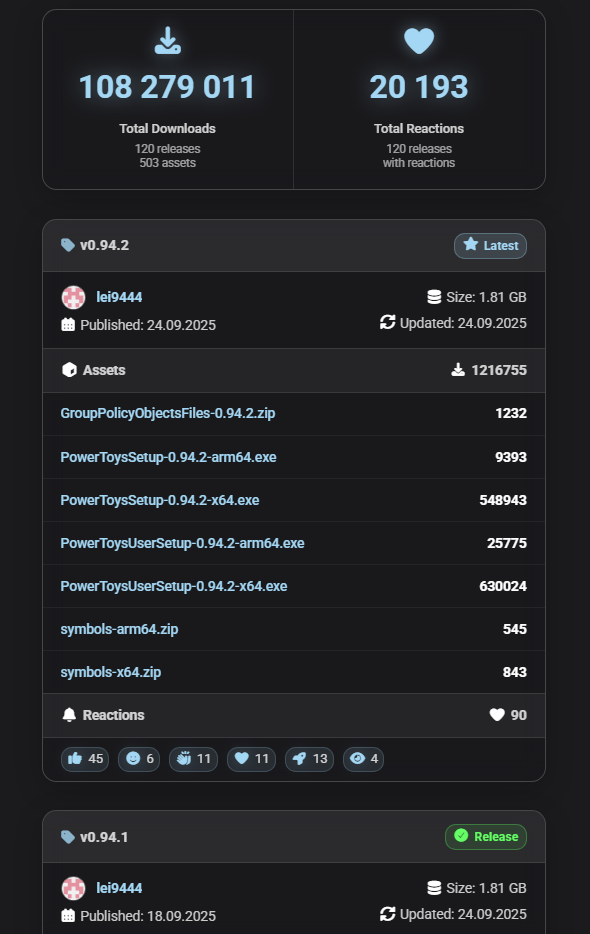 108 279 011
Total Downloads
120 releases
503 assets
20 193
Total Reactions
120 releases
with reactions
v0.94.2
Latest
lei9444
Size: 1.81 GB
Published: 24.09.2025
Updated: 24.09.2025
Assets
1216755
GroupPolicyObjectsFiles-0.94.2.zip
1232
PowerToysSetup-0.94.2-arm64.exe
9393
PowerToysSetup-0.94.2-x64.exe
548943
PowerToysUserSetup-0.94.2-arm64.exe
25775
PowerToysUserSetup-0.94.2-x64.exe
630024
symbols-arm64.zip
545
symbols-x64.zip
843
Reactions
90
45
6
11
11
13
4
v0.94.1
Release
lei9444
Size: 1.81 GB
Published: 18.09.2025
Updated: 24.09.2025